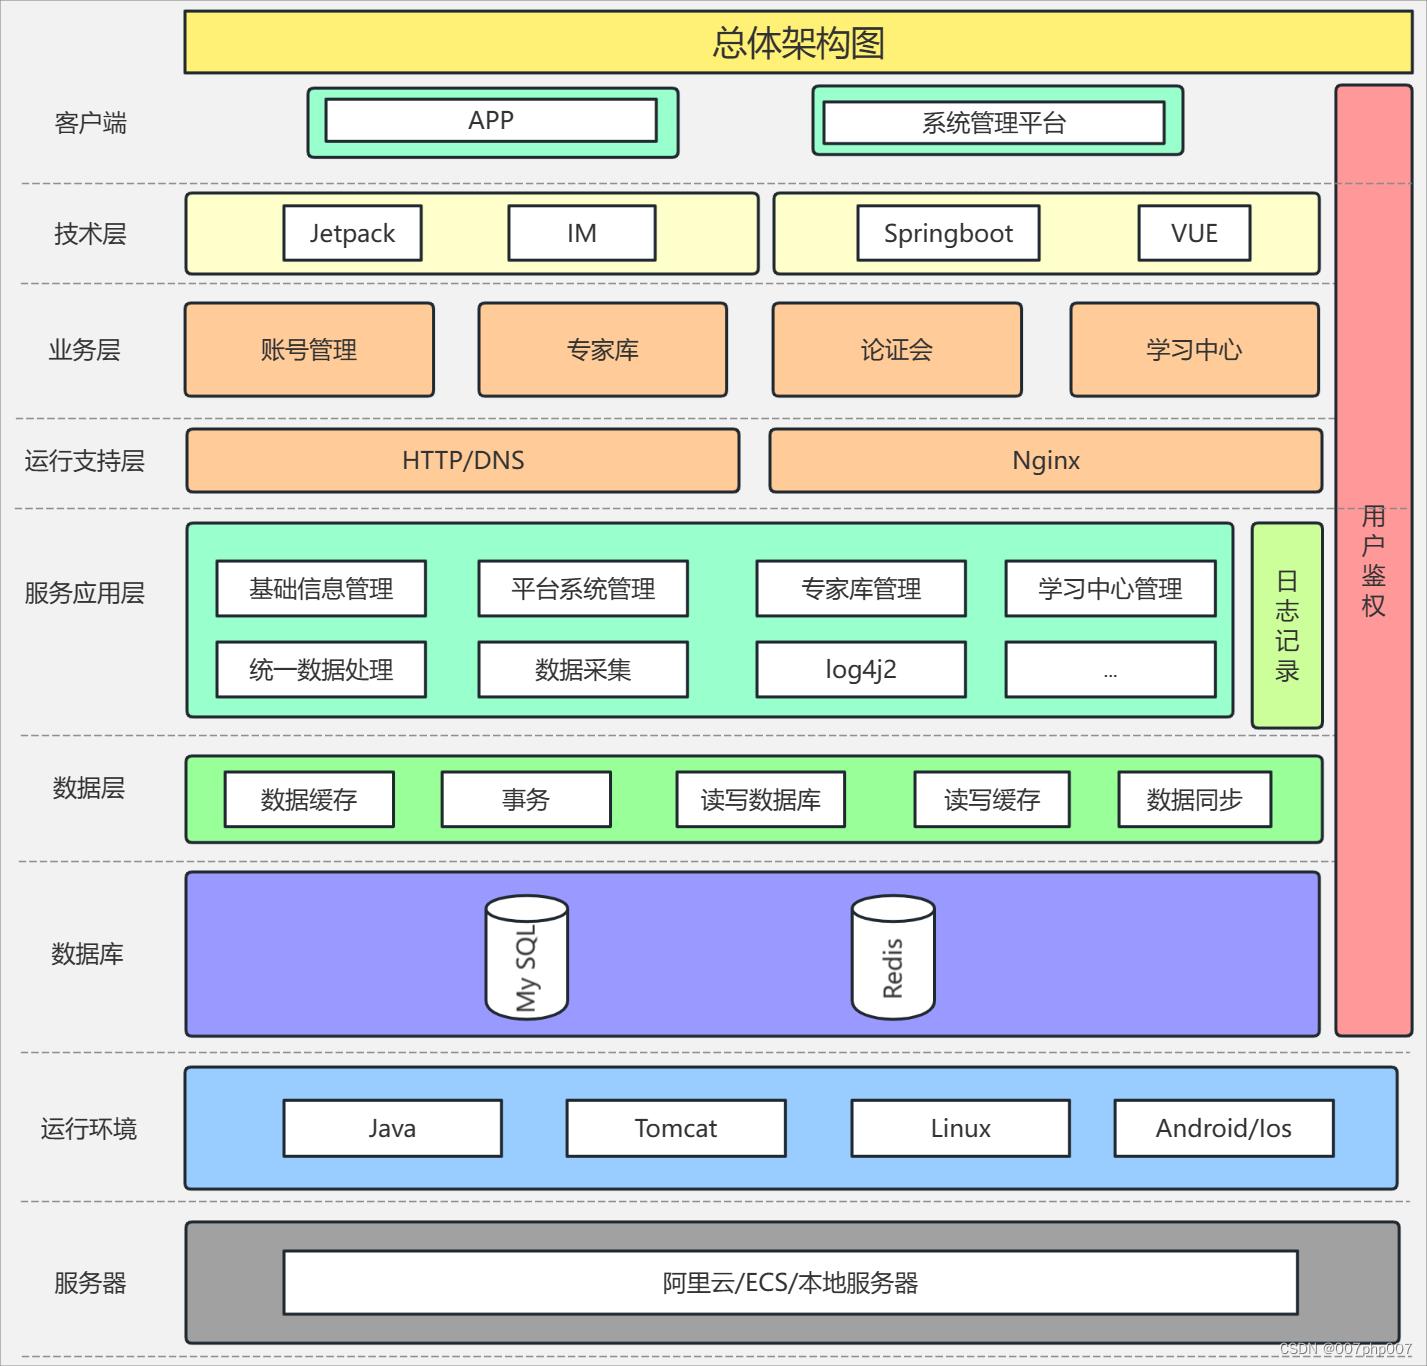 总体架构图
客户端
APP
系统管理平台
技术层
Jetpack
IM
Springboot
VUE
业务层
账号管理
专家库
论证会
学习中心
运行支持层
HTTP/DNS
Nginx
用户鉴权
服务应用层
基础信息管理
平台系统管理
专家库管理
学习中心管理
统一数据处理
数据采集
log4j2
...
日志记录
数据层
数据缓存
事务
读写数据库
读写缓存
数据同步
数据库
My SQL
Redis
运行环境
Java
Tomcat
Linux
Android/Ios
服务器
阿里云/ECS/本地服务器
CSDN @007php007